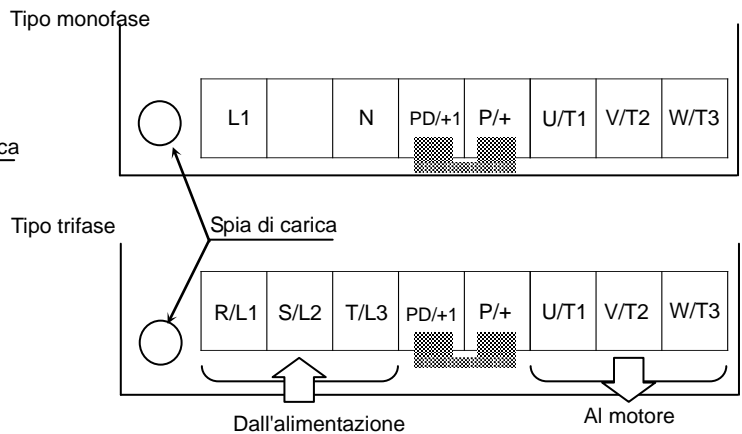 Tipo monofase
L1 N PD/+1 P/+ U/T1 V/T2 W/T3
ca
Tipo trifase
Spia di carica
R/L1 S/L2 T/L3 PD/+1 P/+ U/T1 V/T2 W/T3
Dall'alimentazione
Al motore